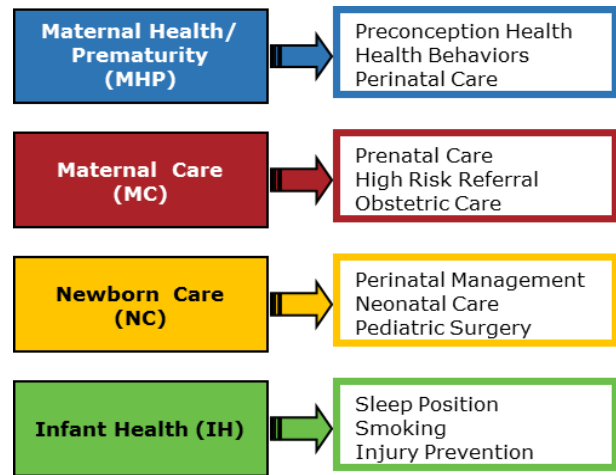 Maternal Health/
Prematurity
(MHP)
Preconception Health
Health Behaviors
Perinatal Care
Maternal Care
(MC)
Prenatal Care
High Risk Referral
Obstetric Care
Newborn Care
(NC)
Perinatal Management
Neonatal Care
Pediatric Surgery
Infant Health (IH)
Sleep Position
Smoking
Injury Prevention